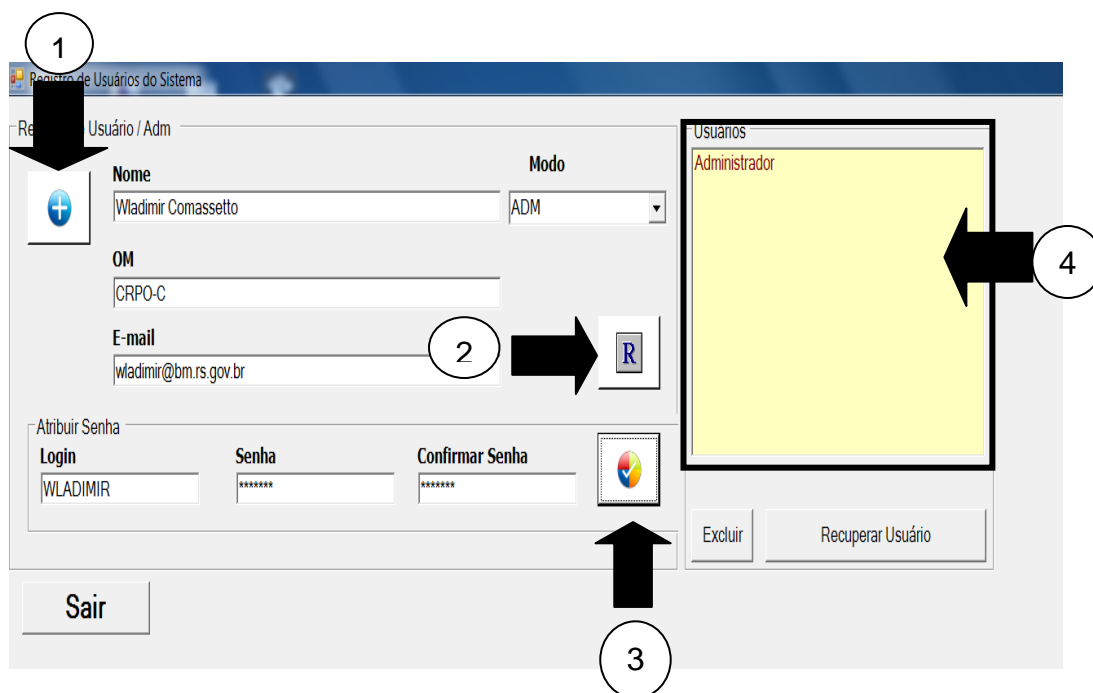 1
Registro de Usuários do Sistema
Re Usuário / Adm
Usuários
Nome
Modo
Administrador
Wladimir Comassetto
ADM
OM
4
CRPO-C
E-mail
2
R
wladimir@bm.rs.gov.br
Atribuir Senha
Login
Senha
Confirmar Senha
WLADIMIR
*******
*******
Excluir
Recuperar Usuário
Sair
3